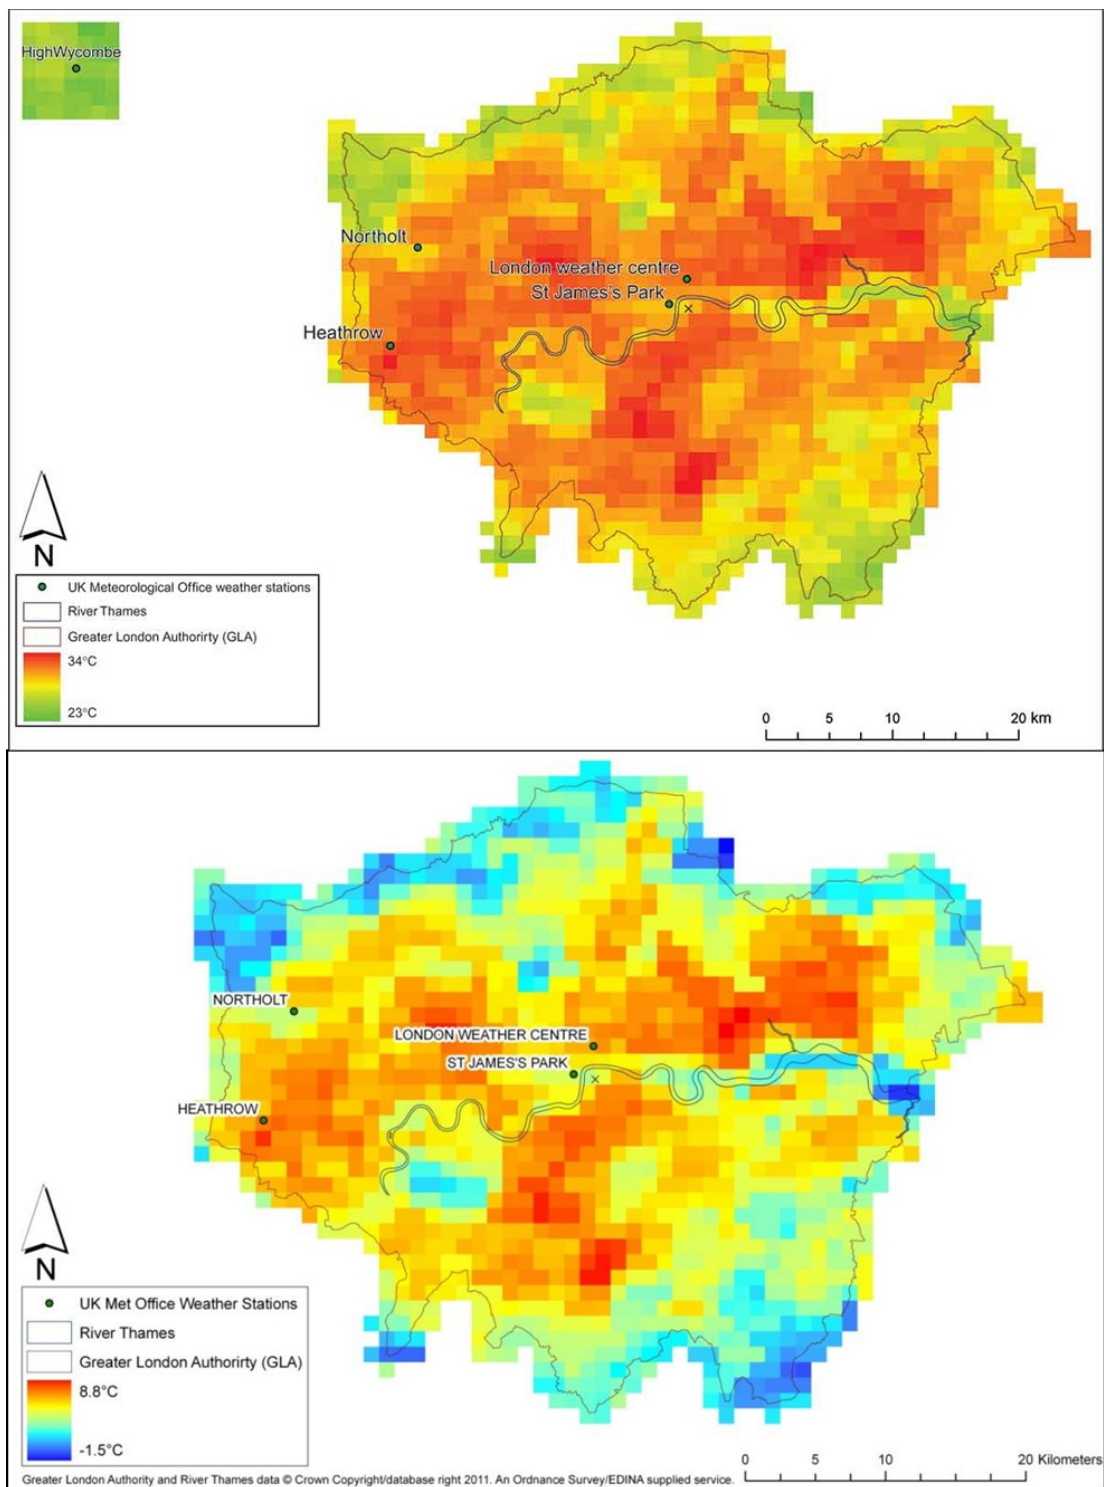 HighWycombe
Northolt
London weather centre
St James's Park
Heathrow
N
UK Meteorological Office weather stations
River Thames
Greater London Authorirty (GLA)
34°C
23°C
0 5 10 20 km
NORTHOLT
LONDON WEATHER CENTRE
ST JAMES'S PARK
HEATHROW
N
UK Met Office Weather Stations
River Thames
Greater London Authorirty (GLA)
8.8°C
-1.5°C
0 5 10 20 Kilometers
Greater London Authority and River Thames data © Crown Copyright/database right 2011. An Ordnance Survey/EDINA supplied service.